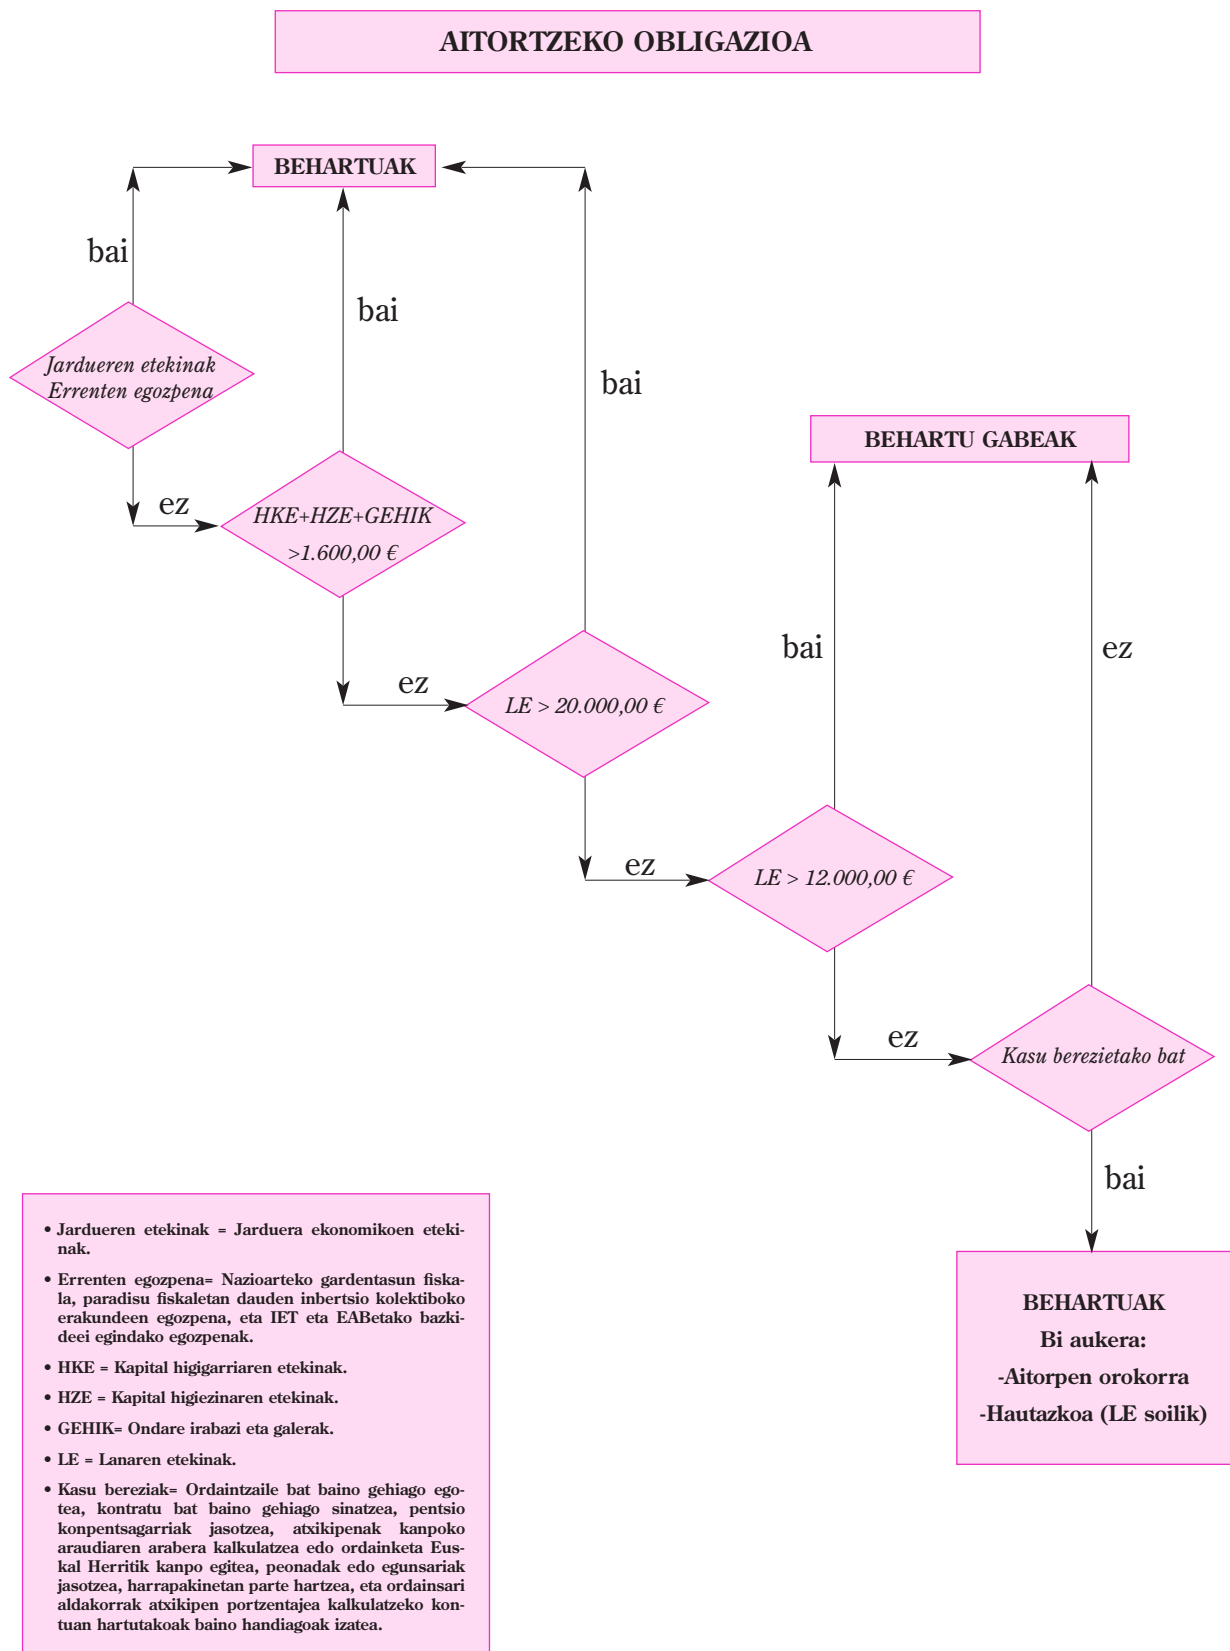 AITORTZEKO OBLIGAZIOA
BEHARTUAK
bai
bai
bai
Jardueren etekinak
Errenten egozpena
ez
HKE+HZE+GEHIK
>1.600,00 €
BEHARTU GABEAK
ez
LE > 20.000,00 €
bai
ez
ez
LE > 12.000,00 €
ez
Kasu berezietako bat
bai
BEHARTUAK
Bi aukera:
-Aitorpen orokorra
-Hautazkoa (LE soilik)
• Jardueren etekinak = Jarduera ekonomikoen eteki-
nak.
• Errenten egozpena= Nazioarteko gardentasun fiska-
la, paradisu fiskaletan dauden inbertsio kolektiboko
erakundeen egozpena, eta IET eta EABetako bazki-
deei egindako egozpenak.
• HKE = Kapital higigarriaren etekinak.
• HZE = Kapital higiezinaren etekinak.
• GEHIK= Ondare irabazi eta galerak.
• LE = Lanaren etekinak.
• Kasu bereziak= Ordaintzaile bat baino gehiago ego-
tea, kontratu bat baino gehiago sinatzea, pentsio
konpentsagarriak jasotzea, atxikipenak kanpoko
araudiaren arabera kalkulatzea edo ordainketa Eus-
kal Herritik kanpo egitea, peonadak edo egunsariak
jasotzea, harrapakinetan parte hartzea, eta ordainsari
aldakorrak atxikipen portzentajea kalkulatzeko kon-
tuan hartutakoak baino handiagoak izatea.